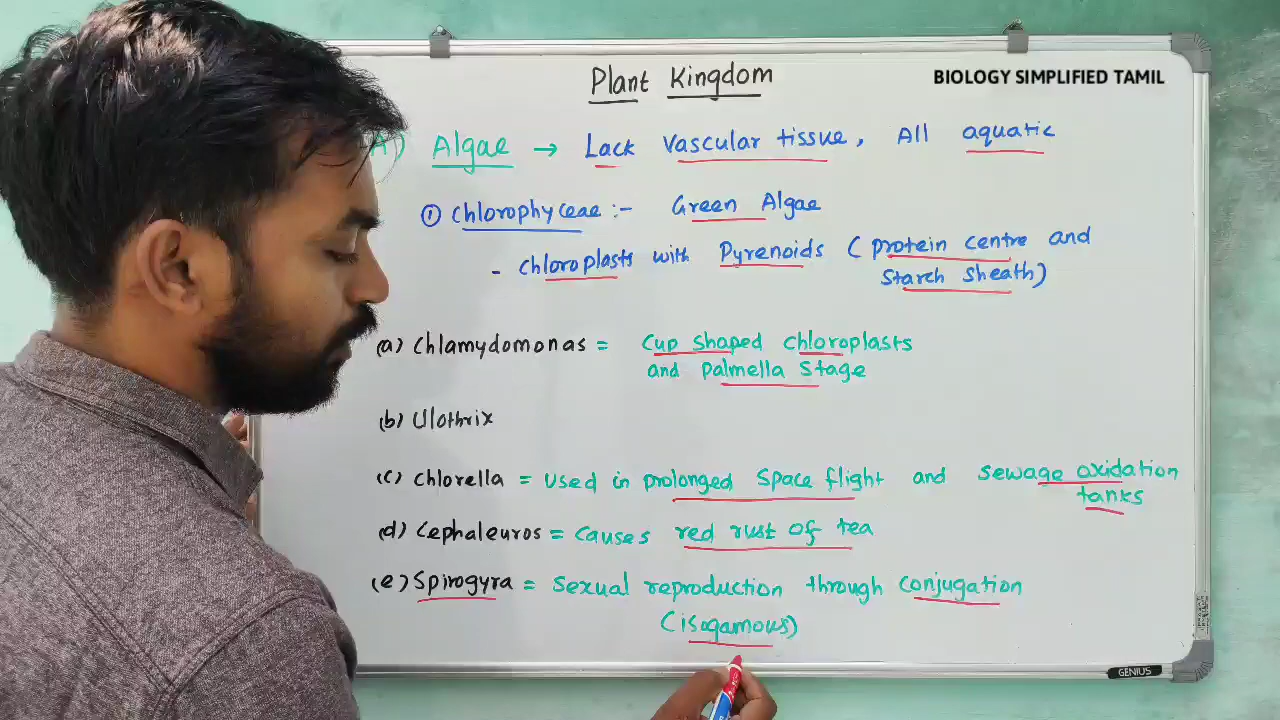 Plant Kingdom
BIOLOGY SIMPLIFIED TAMIL
A) Algae → Lack Vascular tissue, All aquatic
① Chlorophyceae :- Green Algae
- Chloroplasts with Pyrenoids (protein centre and
Starch sheath)
(a) Chlamydomonas = Cup shaped chloroplasts
and Palmella Stage
(b) Ulothrix
(c) Chlorella = Used in prolonged Space flight and Sewage oxidation
tanks
(d) Cephaleuros = Causes red rust of tea
(e) Spirogyra = Sexual reproduction through Conjugation
(isogamous)
GENIUS